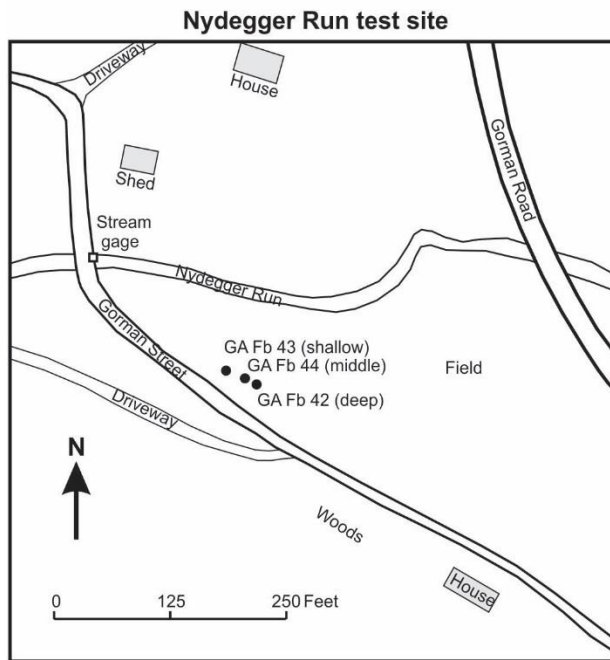 Nydegger Run test site
Driveway
House
Shed
Gorman Road
Stream
gage
Nydegger Run
Gorman Street
GA Fb 43 (shallow)
GA Fb 44 (middle)
GA Fb 42 (deep)
Field
Driveway
N
Woods
House
0 125 250 Feet